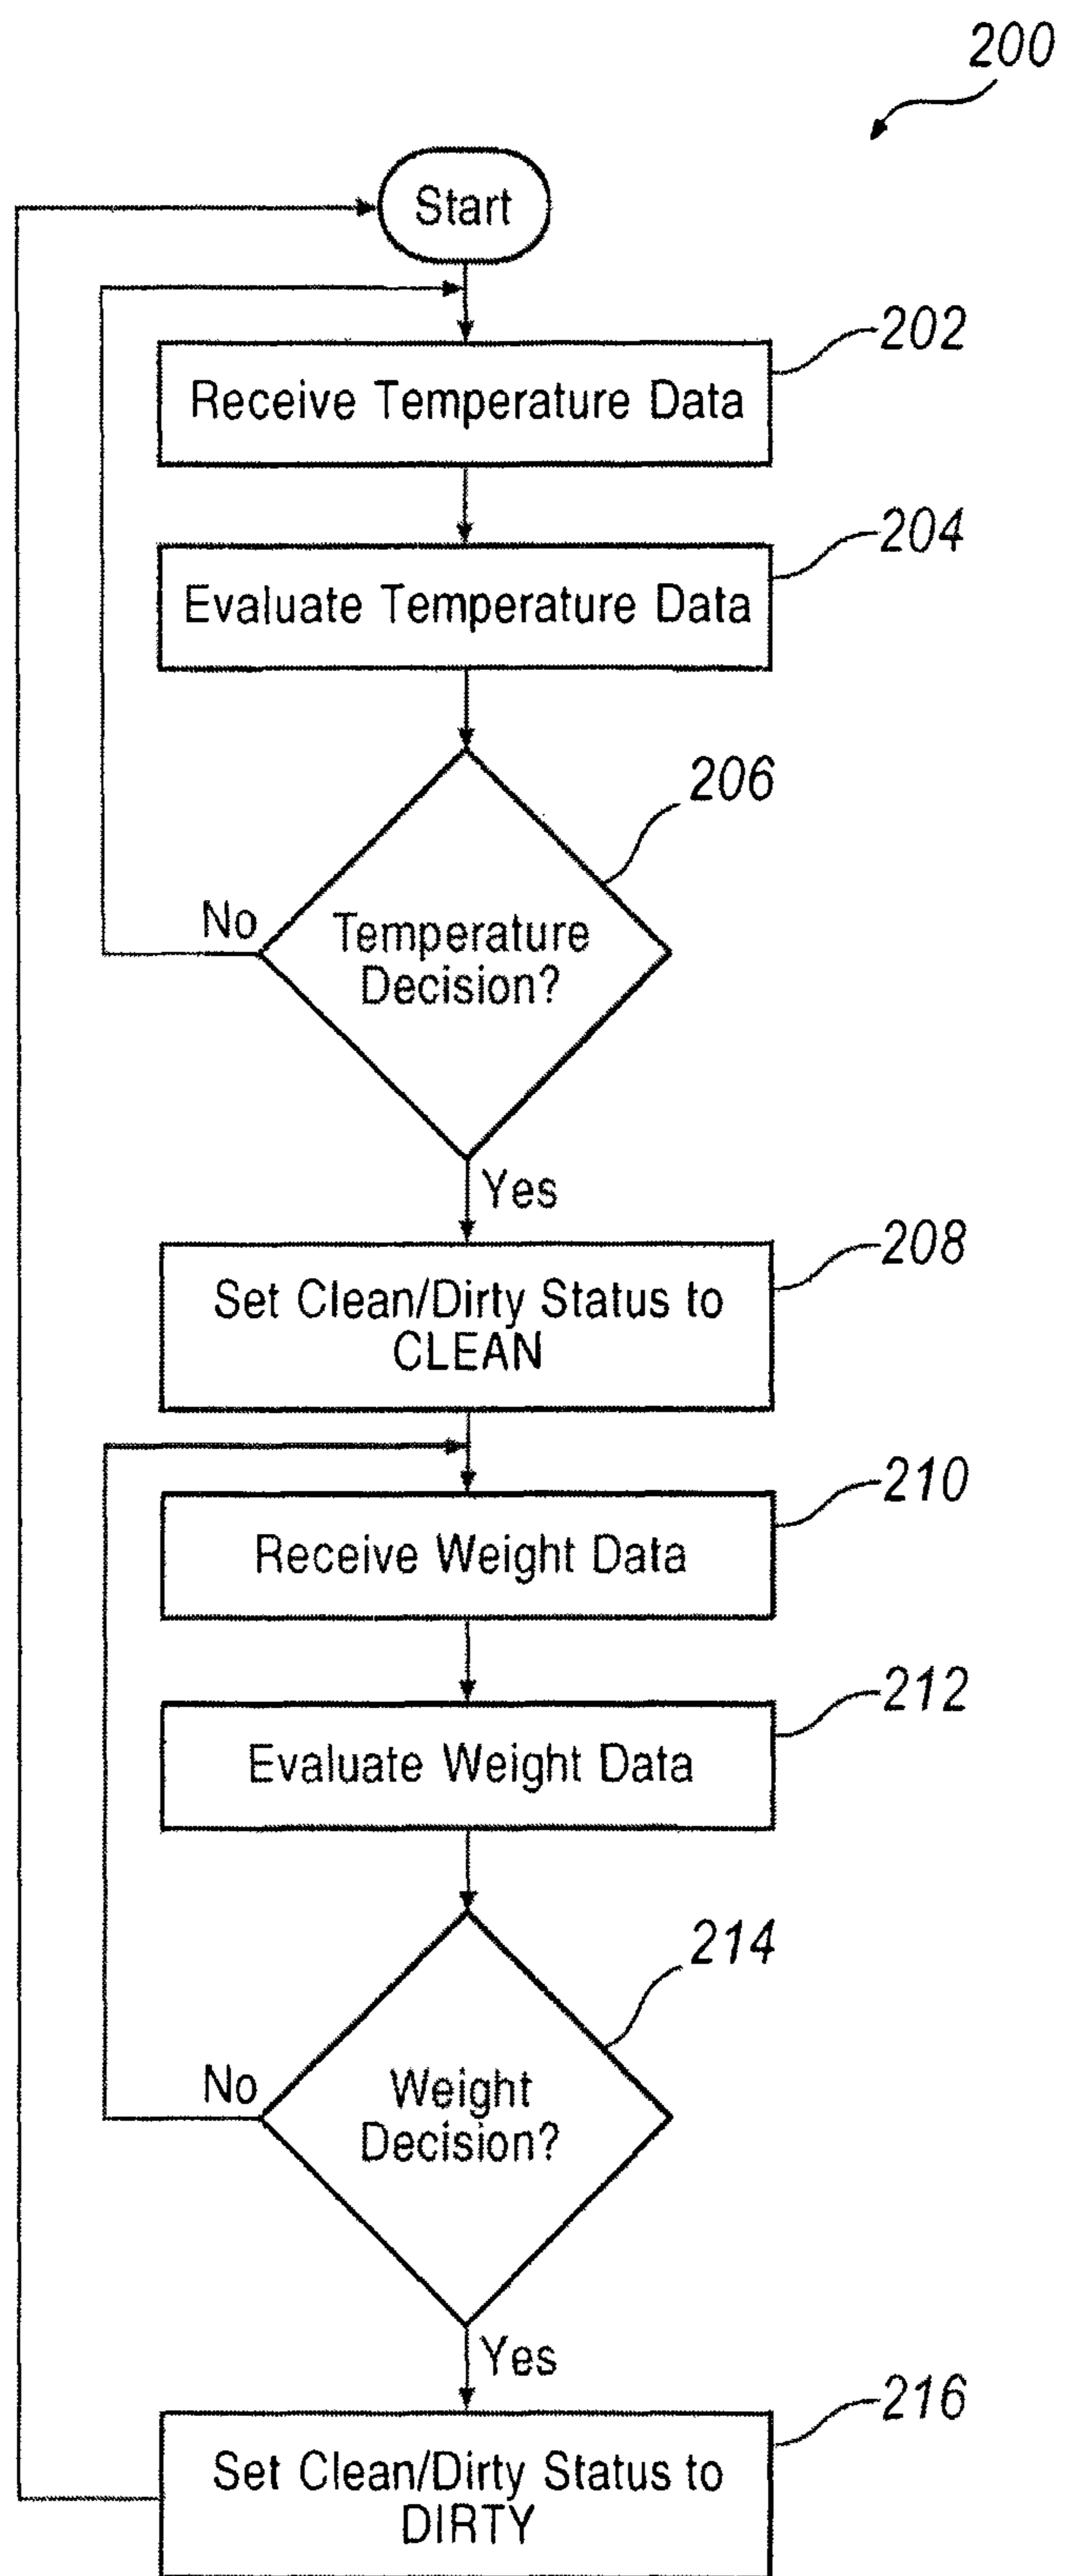 200
Start
202
Receive Temperature Data
204
Evaluate Temperature Data
206
No
Temperature
Decision?
Yes
208
Set Clean/Dirty Status to
CLEAN
210
Receive Weight Data
212
Evaluate Weight Data
214
No
Weight
Decision?
Yes
216
Set Clean/Dirty Status to
DIRTY